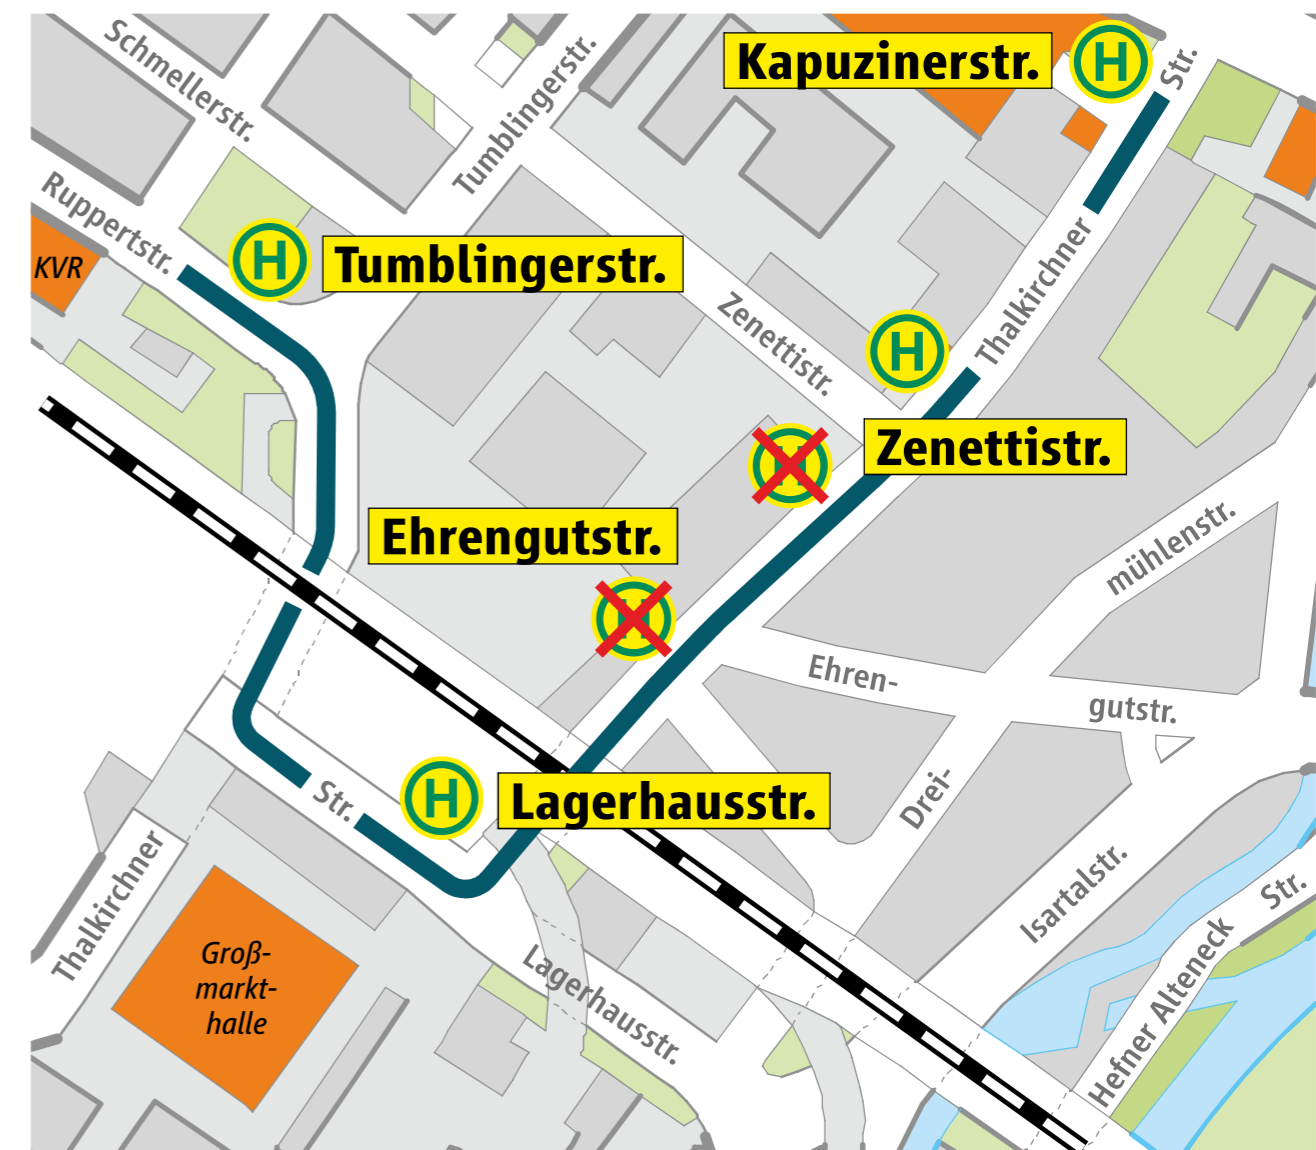 Schmellerstr.
Tumblingerstr.
Kapuzinerstr.
H
Str.
Ruppertstr.
KVR
H
Tumblingerstr.
Thalkirchner
Zenettistr.
H
Zenettistr.
H
Ehrengutstr.
H
mühlenstr.
Ehren-
gutstr.
Drei-
H
Lagerhausstr.
Str.
Thalkirchner
Isartalstr.
Str.
Groß-
markt-
halle
Lagerhausstr.
Hefner Alteneck